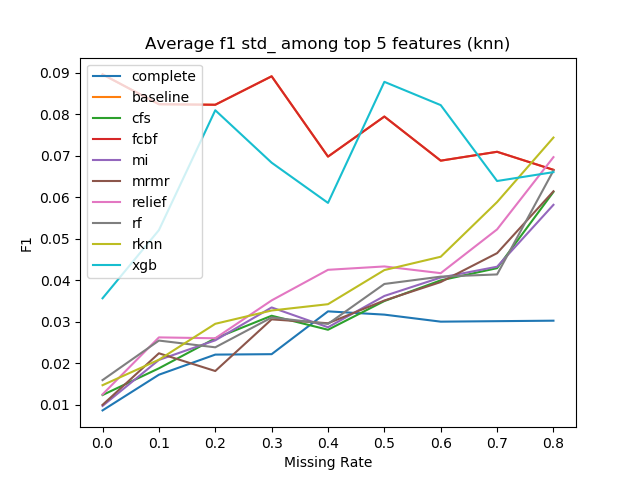 Average f1 std_ among top 5 features (knn)
F1
0.09
0.08
0.07
0.06
0.05
0.04
0.03
0.02
0.01
complete
baseline
cfs
fcbf
mi
mrmr
relief
rf
rknn
xgb
0.0 0.1 0.2 0.3 0.4 0.5 0.6 0.7 0.8
Missing Rate